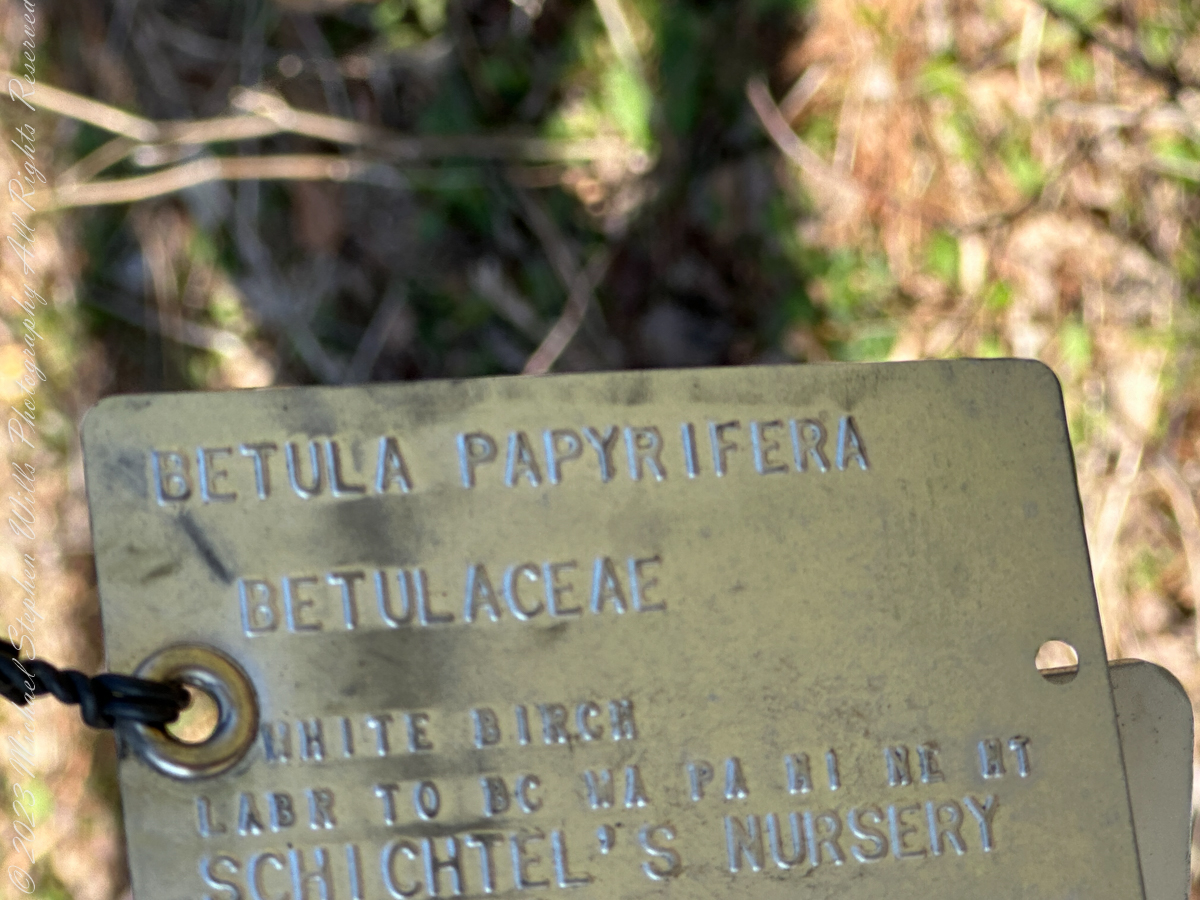 BETULA PAPYRIFERA
BETULACEAE
WHITE BIRCH
LABR TO BC WA PA MI NE MT
SCHICHTEL'S NURSERY
© 2023 Michael Stephen Wills Photography All Rights Reserved